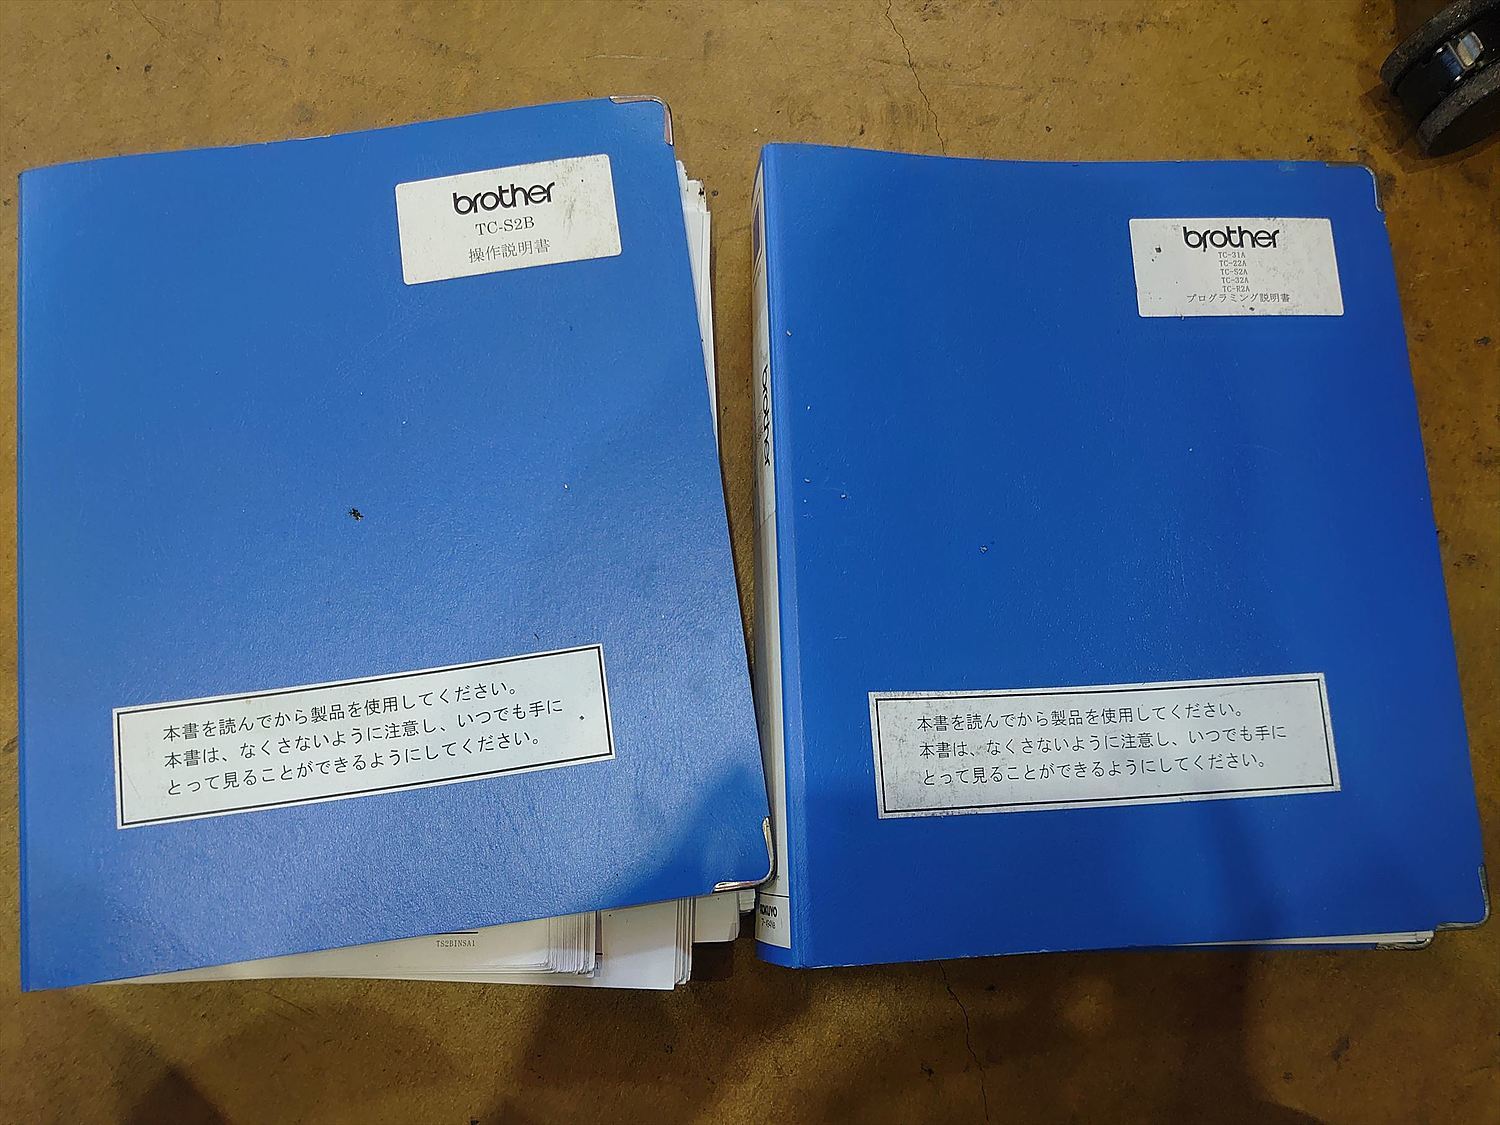 brother
TC-S2B
操作説明書
本書を読んでから製品を使用してください。
本書は、なくさないように注意し、いつでも手に
とって見ることができるようにしてください。
TS2BINSA1
brother
KOKUYO
brother
TC-31A
TC-22A
TC-S2A
TC-32A
TC-R2A
プログラミング説明書
本書を読んでから製品を使用してください。
本書は、なくさないように注意し、いつでも手に
とって見ることができるようにしてください。